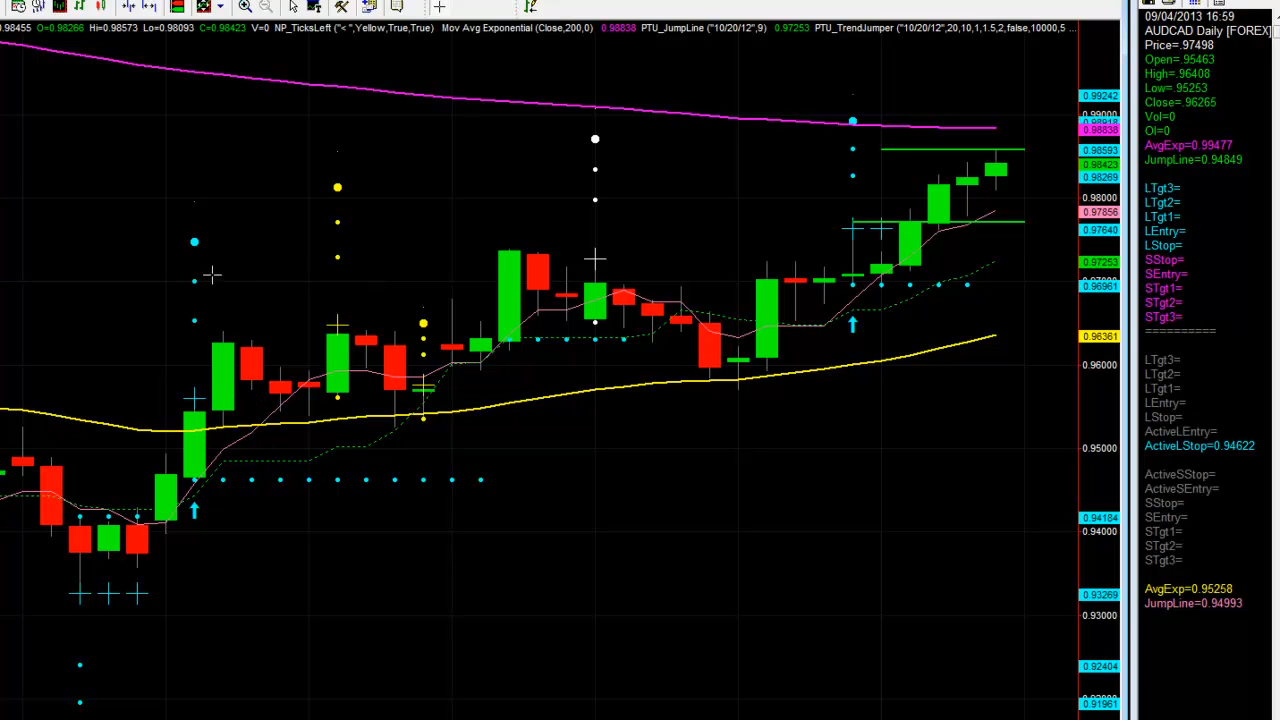 .98455 O=0.98266 Hi=0.98573 Lo=0.98093 C=0.98423 V=0 NP_TicksLeft ("< ",Yellow,True,True) Mov Avg Exponential (Close,200,0) 0.98838 PTU_JumpLine ("10/20/12",9) 0.97253 PTU_TrendJumper ("10/20/12",20,10,1,1.5,2,false,10000,5 ...
0.99242
0.99000
0.98838
0.98593
0.98423
0.98269
0.98000
0.97856
0.97640
0.97253
0.96961
0.96361
0.96000
0.95000
0.94184
0.94000
0.93269
0.93000
0.92404
0.91961
09/04/2013 16:59
AUDCAD Daily [FOREX]
Price=.97498
Open=.95463
High=.96408
Low=.95253
Close=.96265
Vol=0
OI=0
AvgExp=0.99477
JumpLine=0.94849
LTgt3=
LTgt2=
LTgt1=
LEntry=
LStop=
SStop=
SEntry=
STgt1=
STgt2=
STgt3=
==========
LTgt3=
LTgt2=
LTgt1=
LEntry=
LStop=
ActiveLEntry=
ActiveLStop=0.94622
ActiveSStop=
ActiveSEntry=
SStop=
SEntry=
STgt1=
STgt2=
STgt3=
AvgExp=0.95258
JumpLine=0.94993